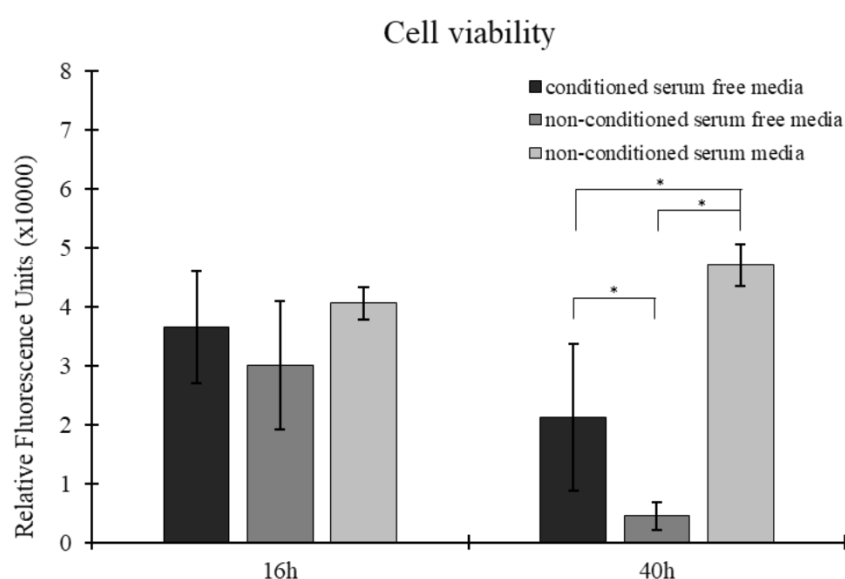 Cell viability
Relative Fluorescence Units (x10000)
8
7
6
5
4
3
2
1
0
conditioned serum free media
non-conditioned serum free media
non-conditioned serum media
*
*
*
16h
40h